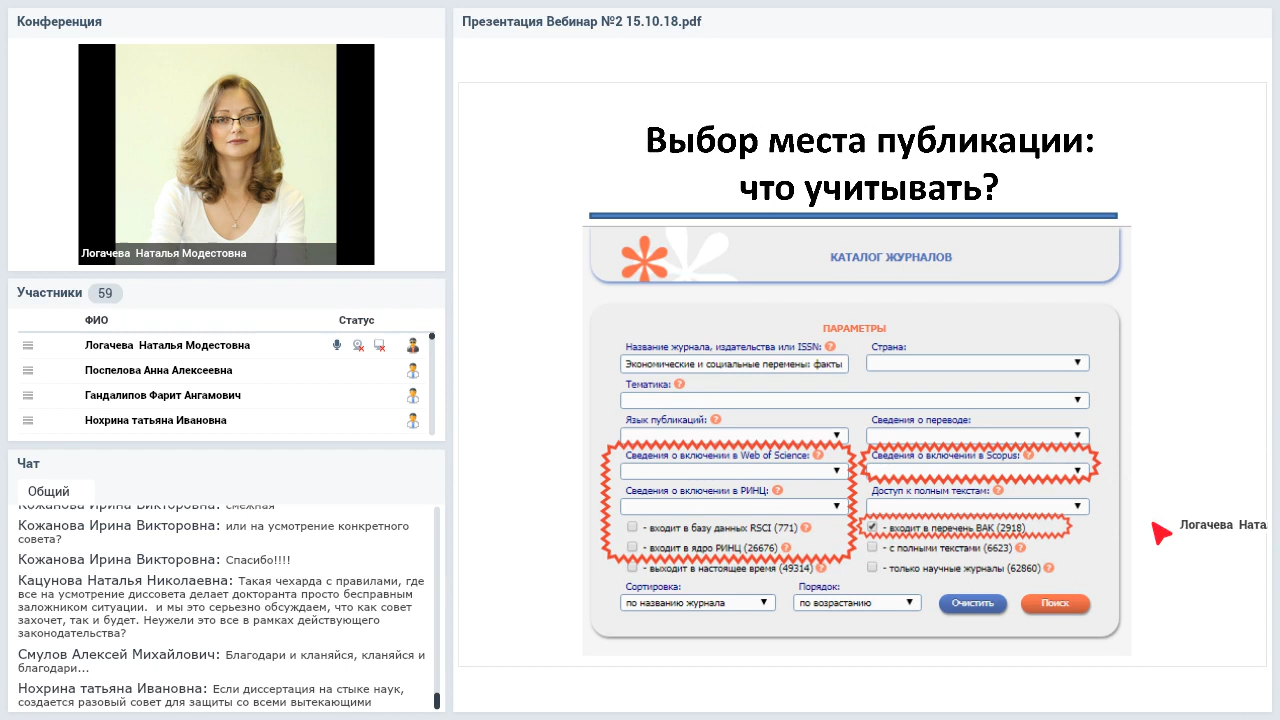 Конференция
Логачева Наталья Модестовна
Участники 59
ФИО Статус
Логачева Наталья Модестовна
Поспелова Анна Алексеевна
Гандалипов Фарит Ангамович
Нохрина татьяна Ивановна
Чат
Общий
Кожанова Ирина Викторовна: смежная
Кожанова Ирина Викторовна: или на усмотрение конкретного
совета?
Кожанова Ирина Викторовна: Спасибо!!!!
Кацунова Наталья Николаевна: Такая чехарда с правилами, где
все на усмотрение диссовета делает докторанта просто бесправным
заложником ситуации. и мы это серьезно обсуждаем, что как совет
захочет, так и будет. Неужели это все в рамках действующего
законодательства?
Смулов Алексей Михайлович: Благодари и кланяйся, кланяйся и
благодари...
Нохрина татьяна Ивановна: Если диссертация на стыке наук,
создается разовый совет для защиты со всеми вытекающими
Презентация Вебинар №2 15.10.18.pdf
Выбор места публикации:
что учитывать?
КАТАЛОГ ЖУРНАЛОВ
ПАРАМЕТРЫ
Название журнала, издательства или ISSN: ? Страна:
Экономические и социальные перемены: факты
Тематика: ?
Язык публикаций: ? Сведения о переводе:
Сведения о включении в Web of Science: ? Сведения о включении в Scopus: ?
Сведения о включении в РИНЦ: ? Доступ к полным текстам: ?
- входит в базу данных RSCI (771) ? - входит в перечень ВАК (2918)
- входит в ядро РИНЦ (26676) ? - с полными текстами (6623) ?
- выходит в настоящее время (49314) ? - только научные журналы (62860) ?
Сортировка: Порядок:
по названию журнала по возрастанию Очистить Поиск
Логачева Ната